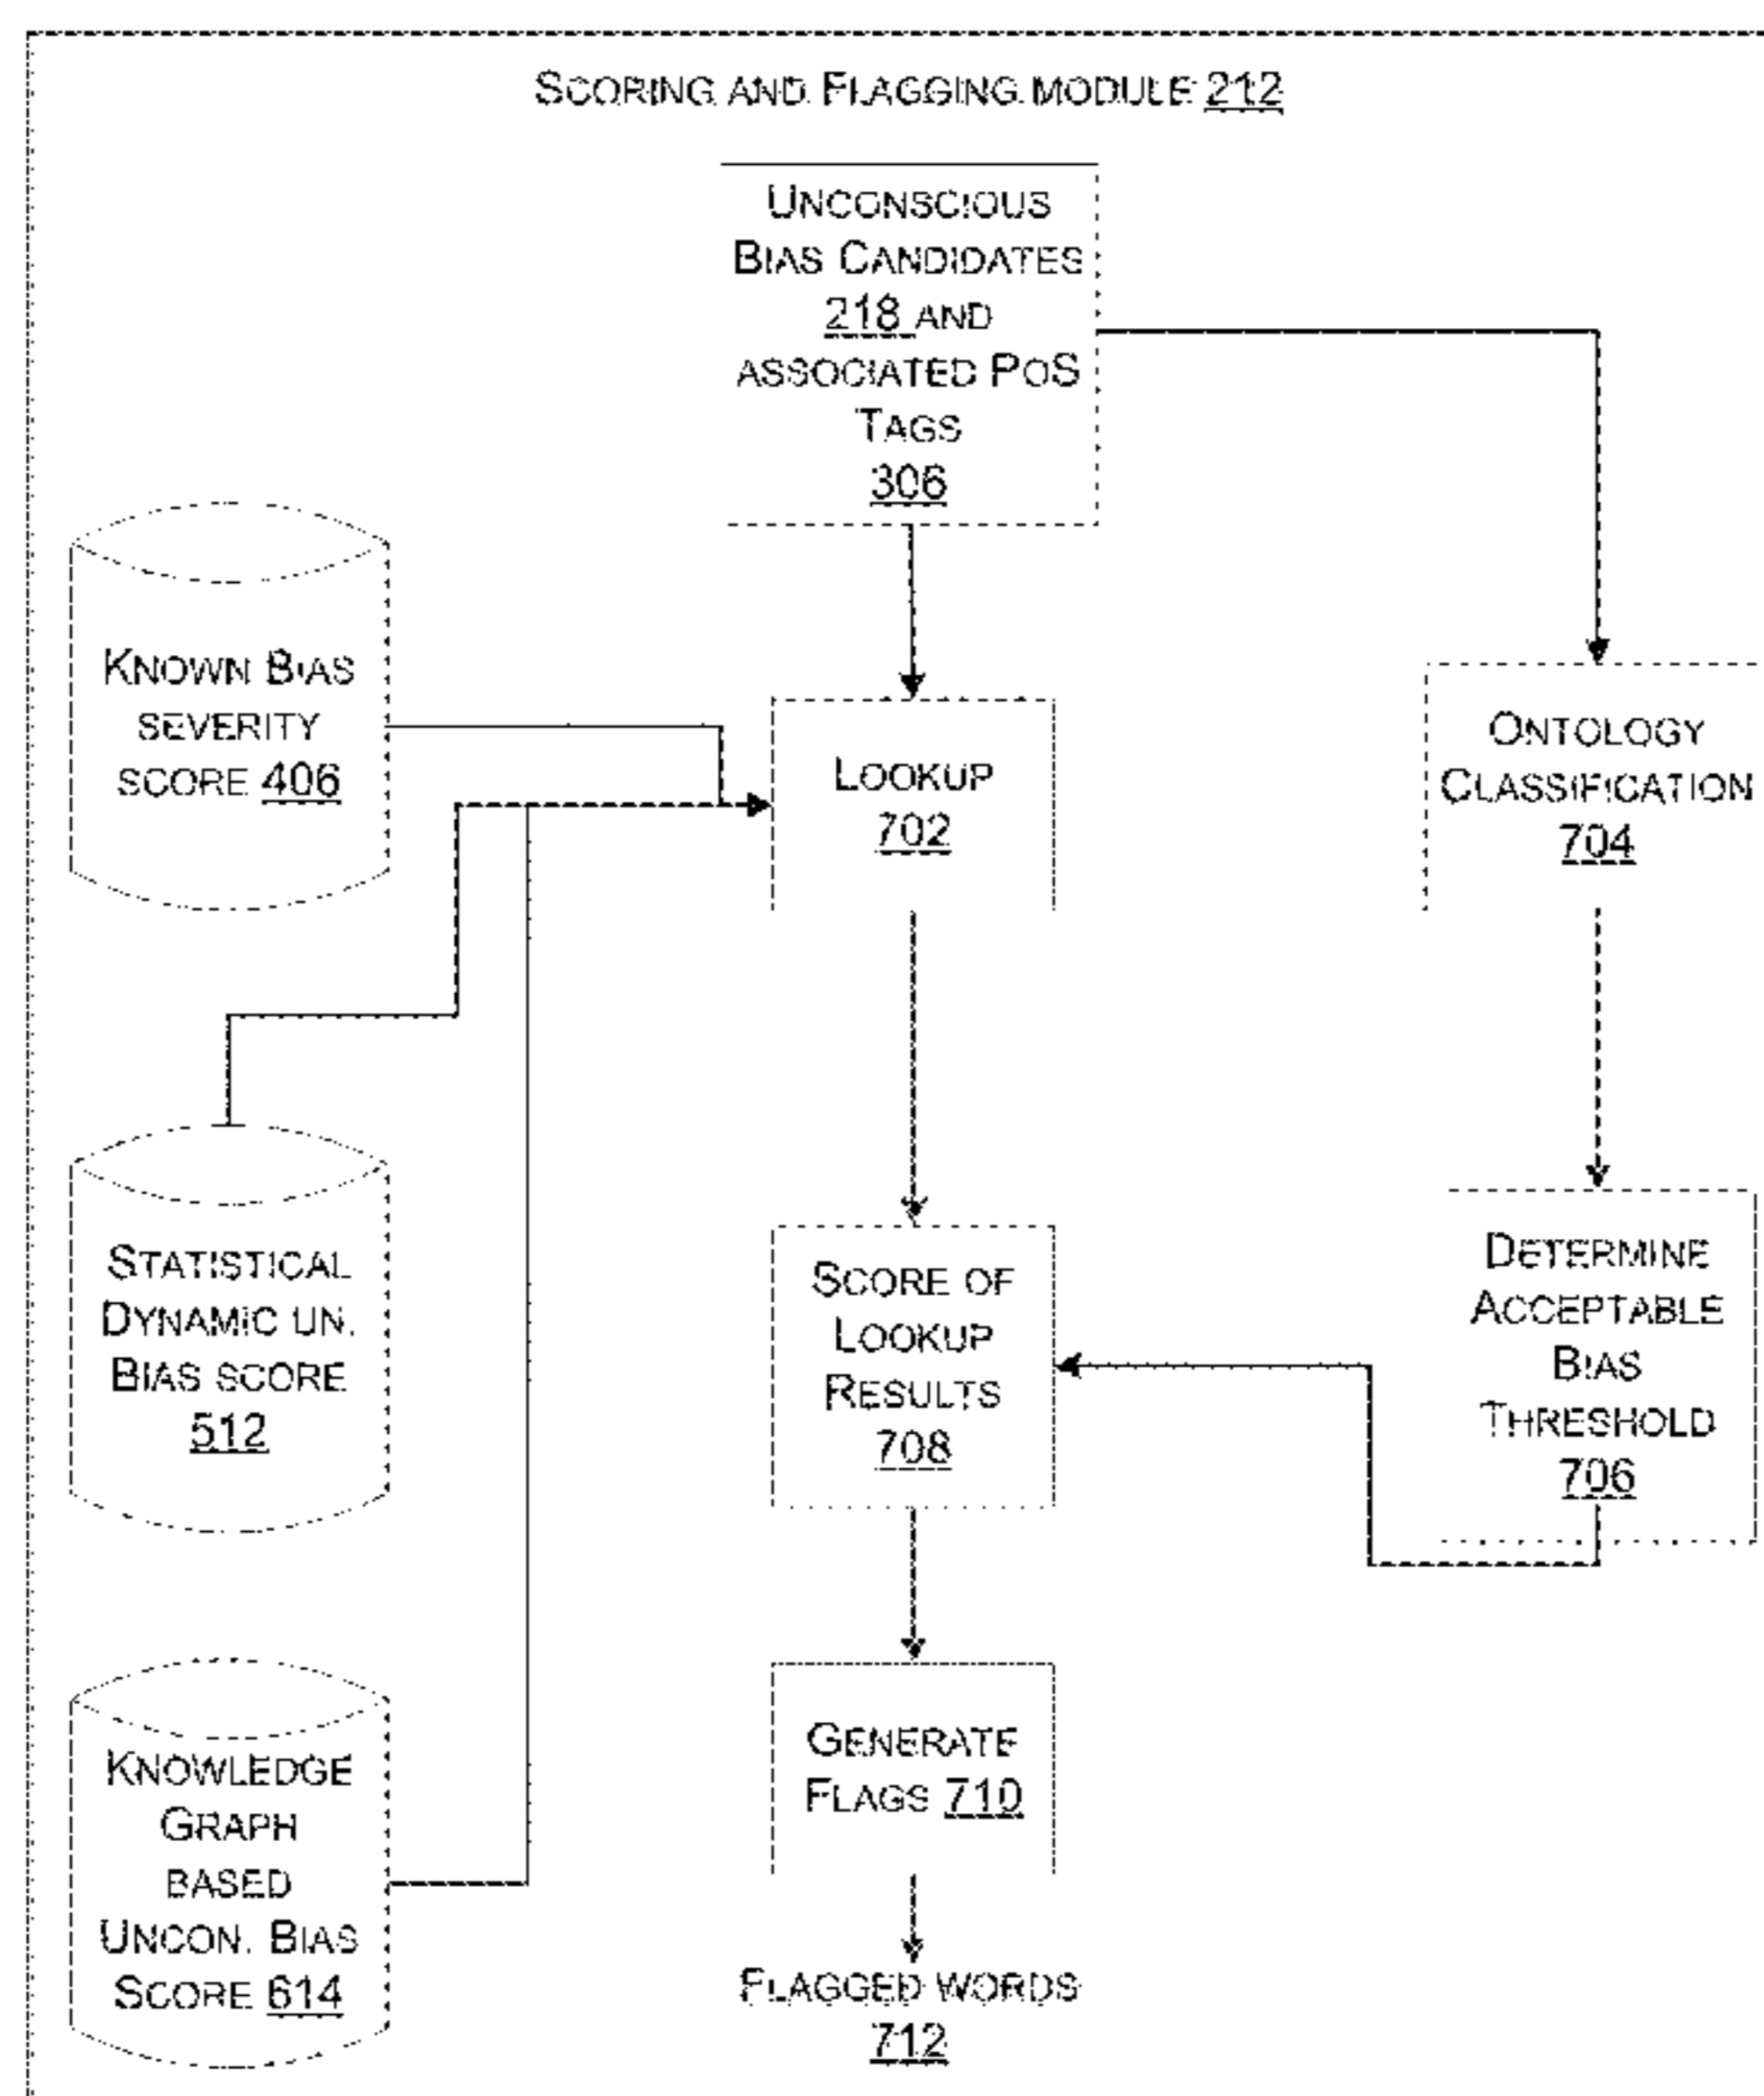 SCORING AND FLAGGING MODULE 212
UNCONSCIOUS
BIAS CANDIDATES
218 AND
ASSOCIATED POS
TAGS
306
KNOWN BIAS
SEVERITY
SCORE 406
LOOKUP
702
ONTOLOGY
CLASSIFICATION
704
STATISTICAL
DYNAMIC UN.
BIAS SCORE
512
SCORE OF
LOOKUP
RESULTS
708
DETERMINE
ACCEPTABLE
BIAS
THRESHOLD
706
KNOWLEDGE
GRAPH
BASED
UNCON. BIAS
SCORE 614
GENERATE
FLAGS 710
FLAGGED WORDS
712